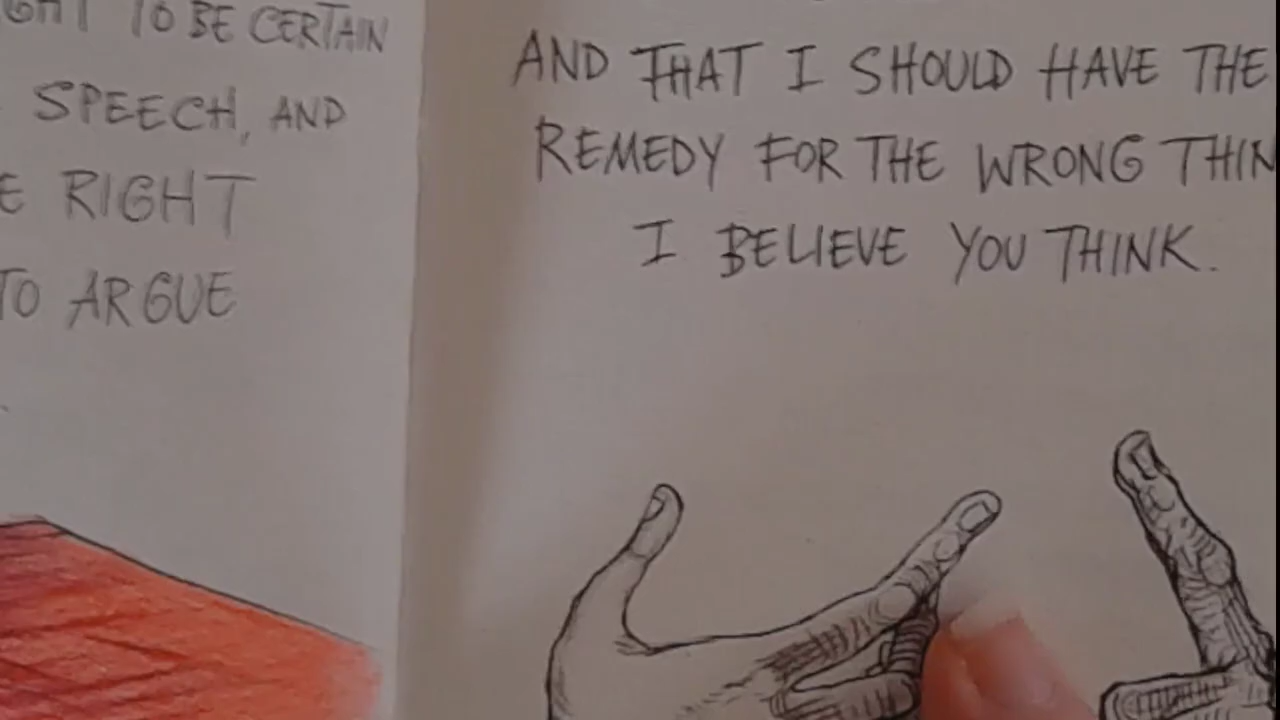 TO BE CERTAIN
SPEECH, AND
RIGHT
TO ARGUE
AND THAT I SHOULD HAVE THE
REMEDY FOR THE WRONG
I BELIEVE YOU THINK.